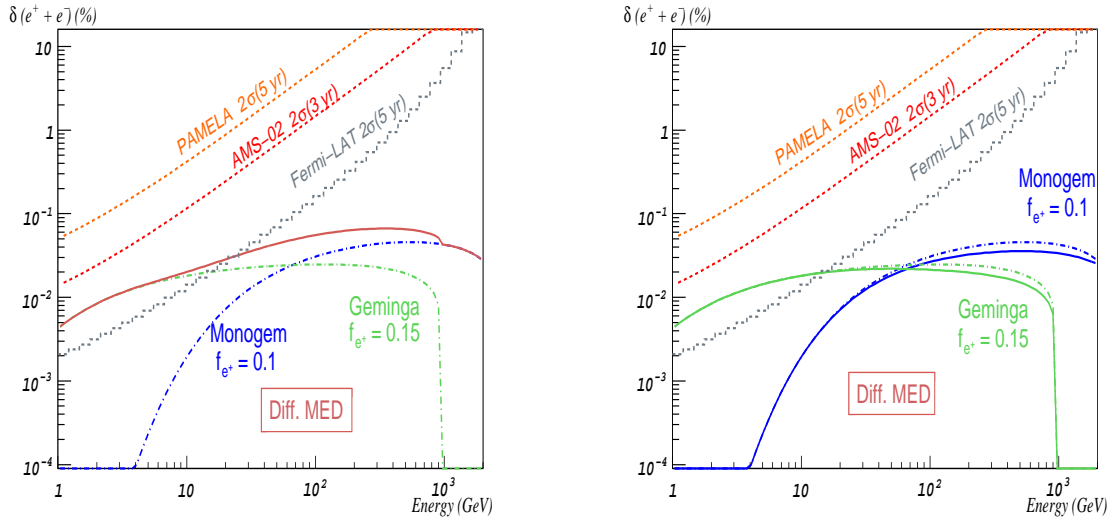 δ (e⁺ + e⁻) (%)
10
1
10⁻¹
10⁻²
10⁻³
10⁻⁴
PAMELA 2σ(5 yr)
AMS−02 2σ(3 yr)
Fermi−LAT 2σ(5 yr)
Monogem
f_e⁺ = 0.1
Geminga
f_e⁺ = 0.15
Diff. MED
1 10 10² 10³
Energy (GeV)
δ (e⁺ + e⁻) (%)
10
1
10⁻¹
10⁻²
10⁻³
10⁻⁴
PAMELA 2σ(5 yr)
AMS−02 2σ(3 yr)
Fermi−LAT 2σ(5 yr)
Monogem
f_e⁺ = 0.1
Geminga
f_e⁺ = 0.15
Diff. MED
1 10 10² 10³
Energy (GeV)